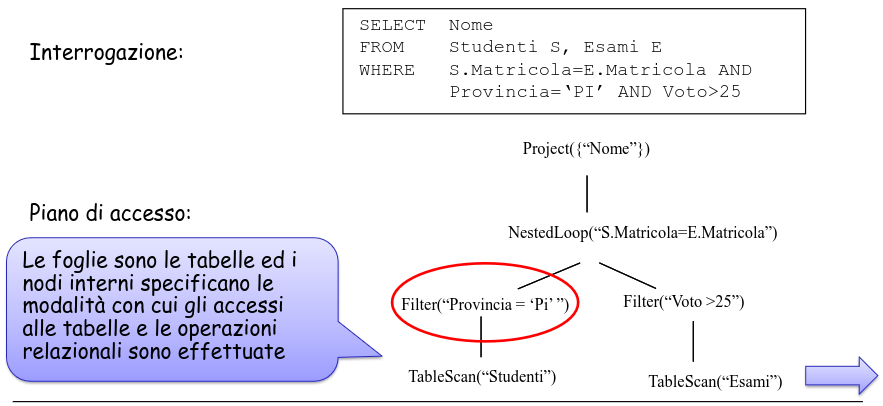 Interrogazione:
SELECT Nome
FROM Studenti S, Esami E
WHERE S.Matricola=E.Matricola AND
Provincia=‘PI’ AND Voto>25
Project({“Nome”})
Piano di accesso:
NestedLoop(“S.Matricola=E.Matricola”)
Le foglie sono le tabelle ed i
nodi interni specificano le
modalità con cui gli accessi
alle tabelle e le operazioni
relazionali sono effettuate
Filter(“Provincia = ‘Pi’ ”)
Filter(“Voto >25”)
TableScan(“Studenti”)
TableScan(“Esami”)